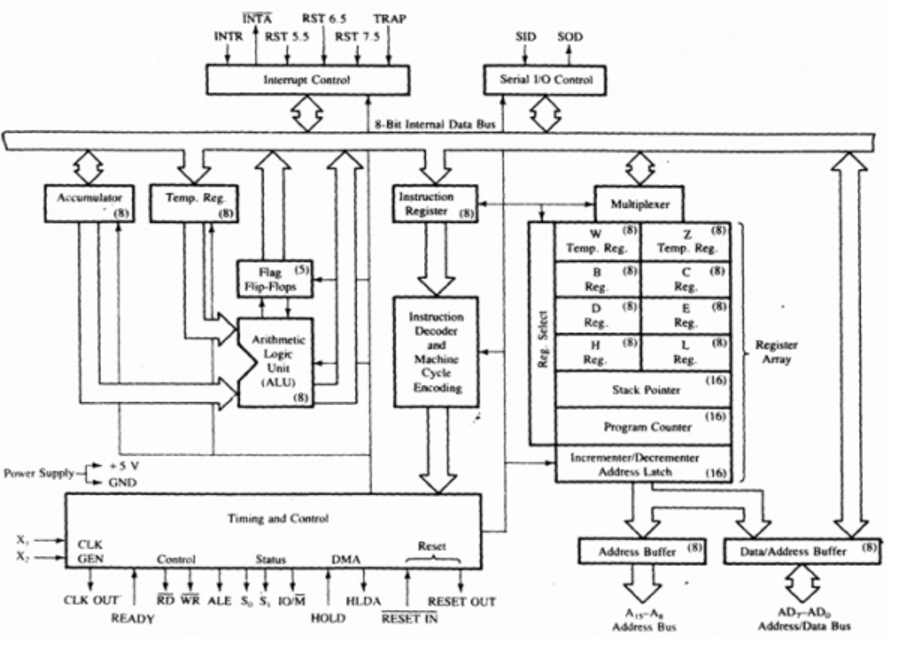 INTR
I̅N̅T̅A̅
RST 5.5
RST 6.5
RST 7.5
TRAP
SID
SOD
Interrupt Control
Serial I/O Control
8-Bit Internal Data Bus
Accumulator
(8)
Temp. Reg.
(8)
Instruction
Register
(8)
Multiplexer
Flag
Flip-Flops
(5)
Arithmetic
Logic
Unit
(ALU)
(8)
Instruction
Decoder
and
Machine
Cycle
Encoding
Reg. Select
W (8)
Temp. Reg.
Z (8)
Temp. Reg.
B (8)
Reg.
C (8)
Reg.
D (8)
Reg.
E (8)
Reg.
H (8)
Reg.
L (8)
Reg.
(16)
Stack Pointer
(16)
Program Counter
Incrementer/Decrementer
Address Latch (16)
Register
Array
Power Supply
+5 V
GND
Timing and Control
X₁
X₂
CLK
GEN
Control
Status
DMA
Reset
CLK OUT
READY
R̅D̅
W̅R̅
ALE
S₀
S₁
IO/M̅
HOLD
HLDA
R̅E̅S̅E̅T̅ I̅N̅
RESET OUT
Address Buffer (8)
Data/Address Buffer (8)
A₁₅–A₈
Address Bus
AD₇–AD₀
Address/Data Bus